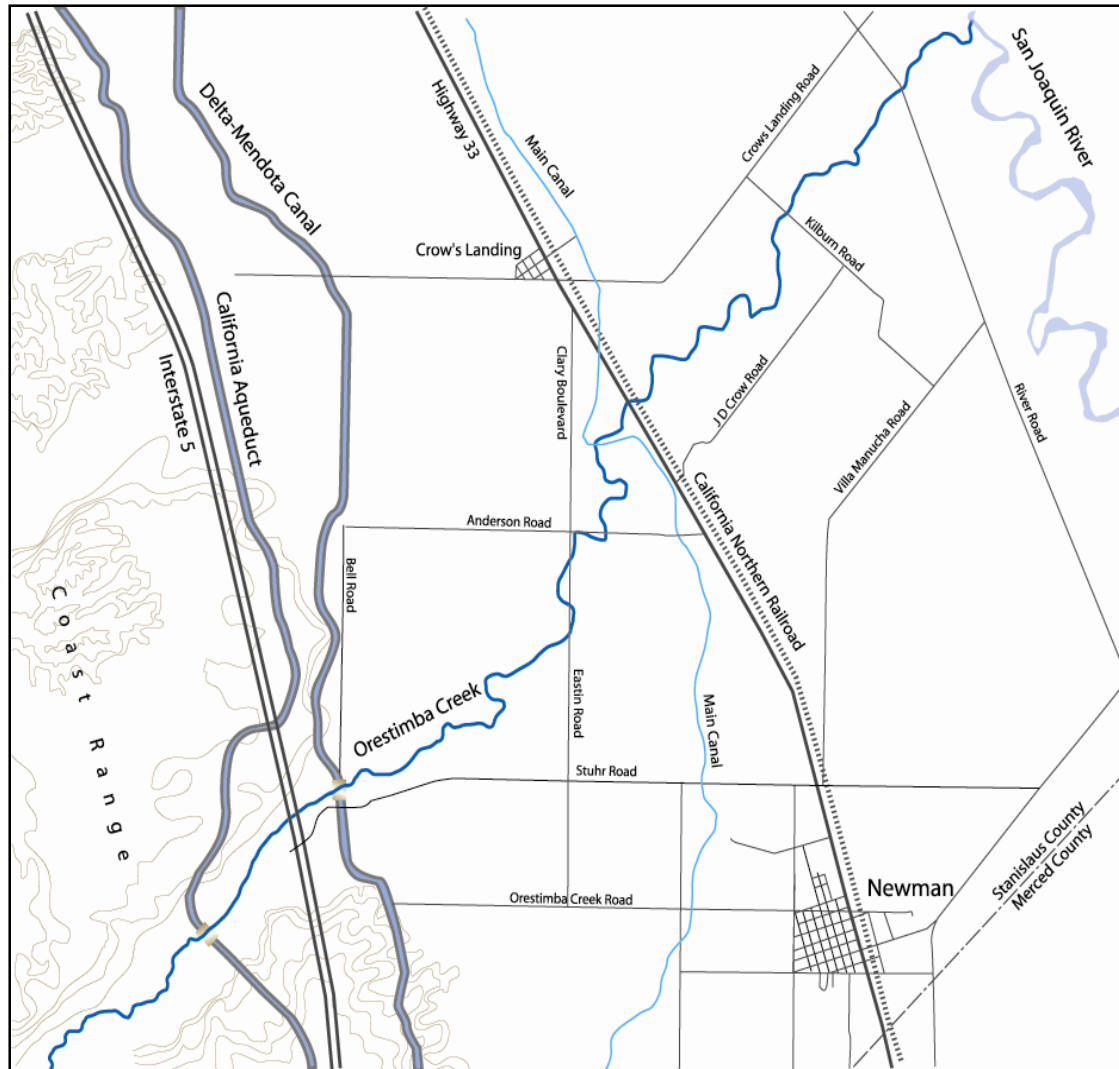 San Joaquin River
Delta-Mendota Canal
Highway 33
Main Canal
Crows Landing Road
Crow's Landing
Kilburn Road
California Aqueduct
Interstate 5
Clary Boulevard
J D Crow Road
River Road
Villa Manucha Road
California Northern Railroad
Anderson Road
Bell Road
Coast Range
Orestimba Creek
Eastin Road
Main Canal
Stuhr Road
Stanislaus County
Merced County
Newman
Orestimba Creek Road